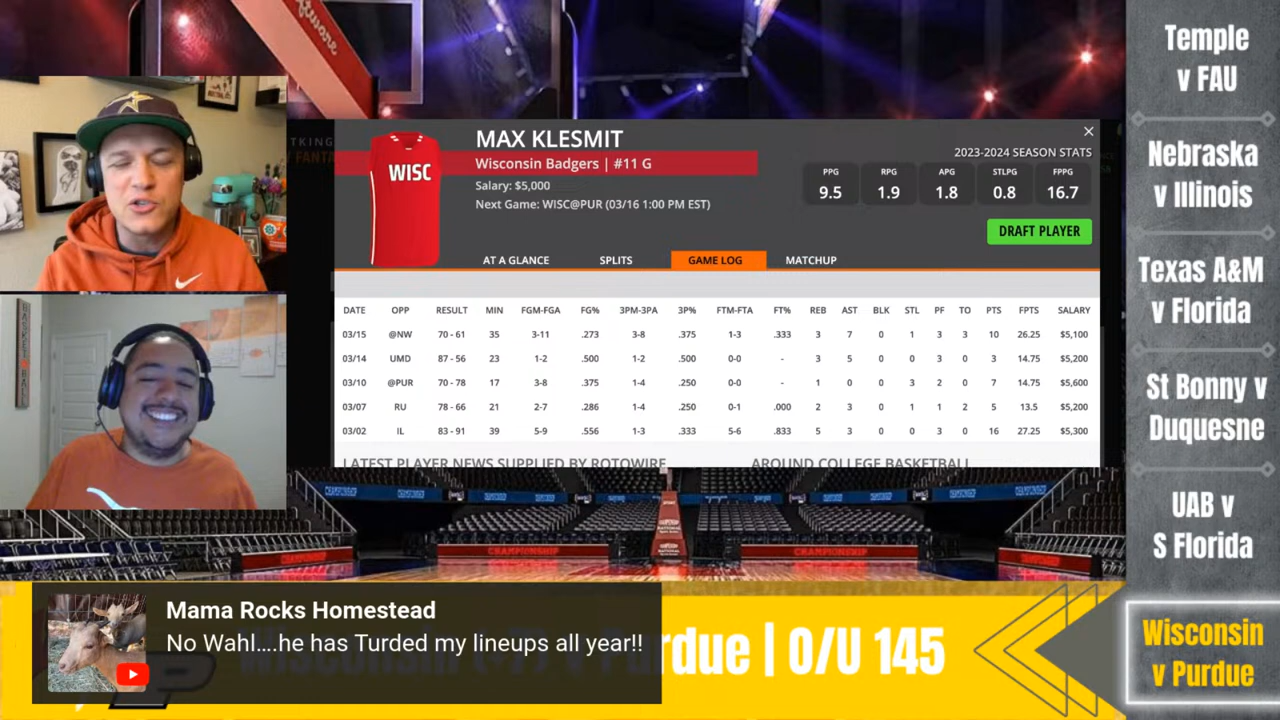 MAX KLESMIT
Wisconsin Badgers | #11 G
Salary: $5,000
Next Game: WISC@PUR (03/16 1:00 PM EST)
WISC
2023-2024 SEASON STATS
PPG RPG APG STLPG FPPG
9.5 1.9 1.8 0.8 16.7
DRAFT PLAYER
AT A GLANCE SPLITS GAME LOG MATCHUP
DATE OPP RESULT MIN FGM-FGA FG% 3PM-3PA 3P% FTM-FTA FT% REB AST BLK STL PF TO PTS FPTS SALARY
03/15 @NW 70 - 61 35 3-11 .273 3-8 .375 1-3 .333 3 7 0 1 3 3 10 26.25 $5,100
03/14 UMD 87 - 56 23 1-2 .500 1-2 .500 0-0 - 3 5 0 0 3 0 3 14.75 $5,200
03/10 @PUR 70 - 78 17 3-8 .375 1-4 .250 0-0 - 1 0 0 3 2 0 7 14.75 $5,600
03/07 RU 78 - 66 21 2-7 .286 1-4 .250 0-1 .000 2 3 0 1 1 2 5 13.5 $5,200
03/02 IL 83 - 91 39 5-9 .556 1-3 .333 5-6 .833 5 3 0 0 3 0 16 27.25 $5,300
LATEST PLAYER NEWS SUPPLIED BY ROTOWIRE AROUND COLLEGE BASKETBALL
CHAMPIONSHIP
CHAMPIONSHIP
Mama Rocks Homestead
No Wahl....he has Turded my lineups all year!!
rdue | O/U 145
Temple
v FAU
Nebraska
v Illinois
Texas A&M
v Florida
St Bonny v
Duquesne
UAB v
S Florida
Wisconsin
v Purdue